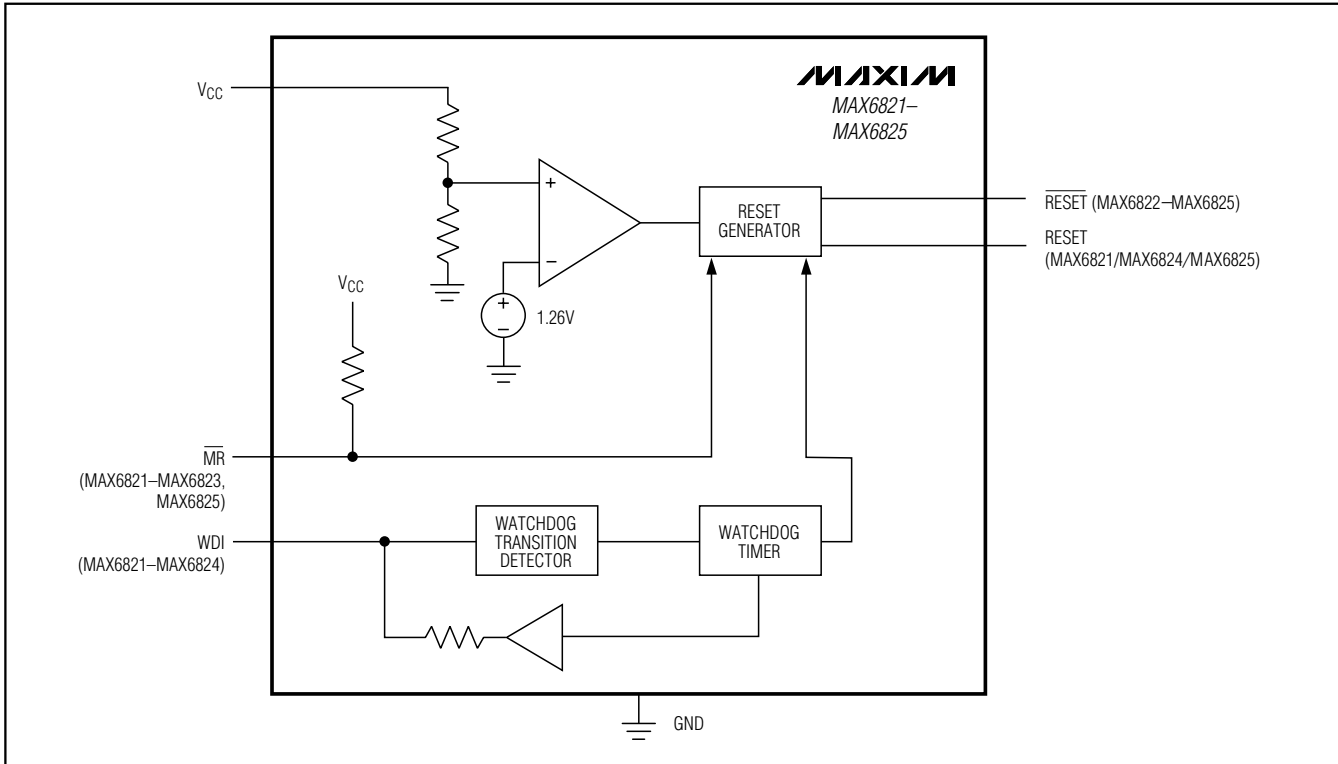 MAXIM
MAX6821–
MAX6825
VCC
+
−
RESET
GENERATOR
RESET (MAX6822–MAX6825)
RESET
(MAX6821/MAX6824/MAX6825)
VCC
+
−
1.26V
MR
(MAX6821–MAX6823,
MAX6825)
WDI
(MAX6821–MAX6824)
WATCHDOG
TRANSITION
DETECTOR
WATCHDOG
TIMER
GND